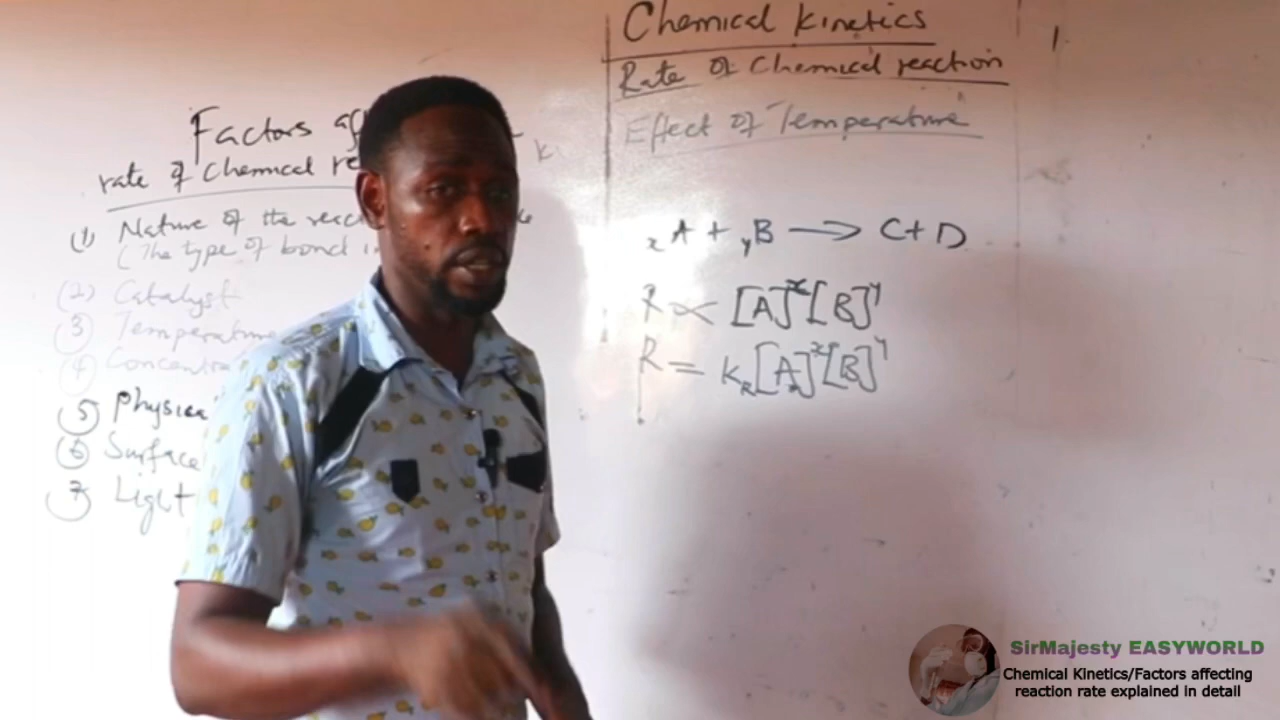 Chemical Kinetics
Rate of Chemical reaction
Effect of Temperature
Factors aff
rate of Chemical re
(1) Nature of the reac
(The type of bond i
(2) Catalyst
(3) Temperature
(4) Concentra
(5) Physica
(6) Surface
(7) Light
xA + yB → C+D
R ∝ [A]^x[B]^y
R = K_R[A]^x[B]^y
SirMajesty EASYWORLD
Chemical Kinetics/Factors affecting
reaction rate explained in detail